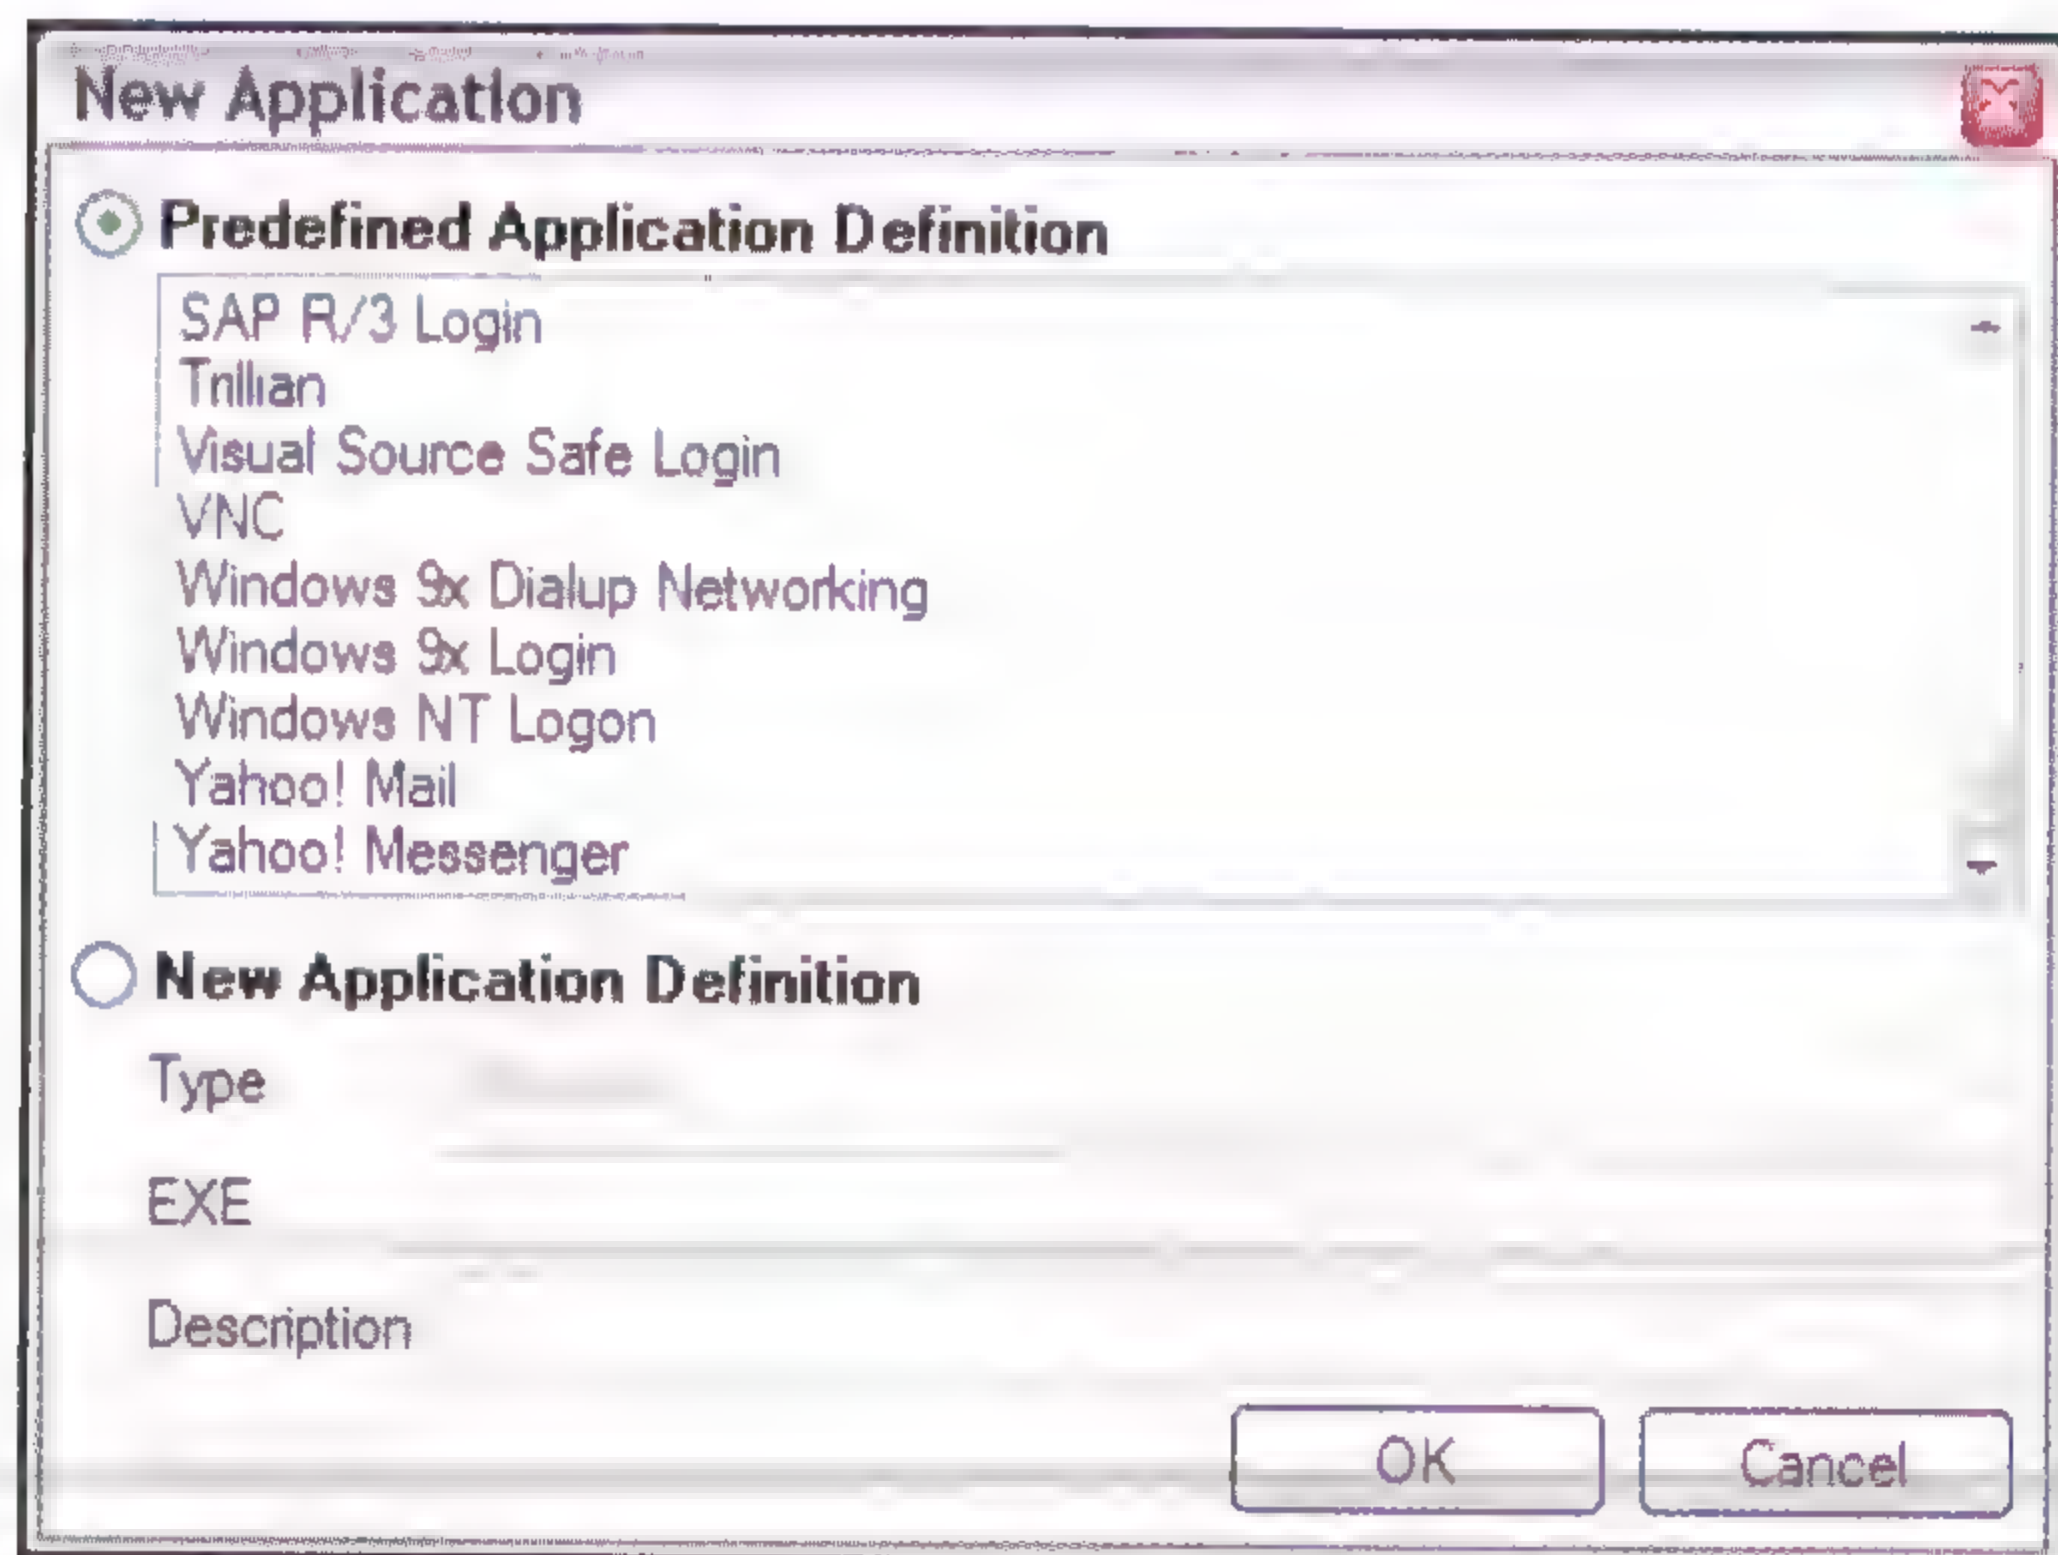 New Application
Predefined Application Definition
SAP R/3 Login
Trillian
Visual Source Safe Login
VNC
Windows 9x Dialup Networking
Windows 9x Login
Windows NT Logon
Yahoo! Mail
Yahoo! Messenger
New Application Definition
Type
EXE
Description
OK
Cancel